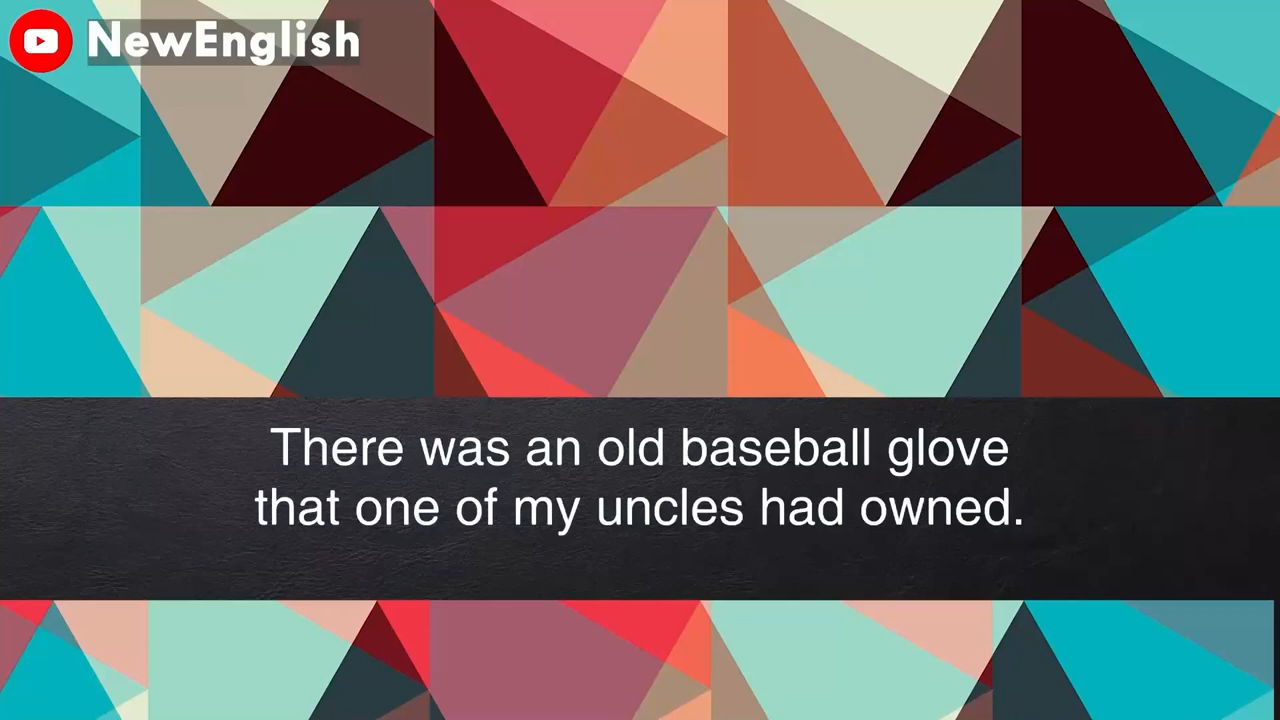 NewEnglish
There was an old baseball glove
that one of my uncles had owned.